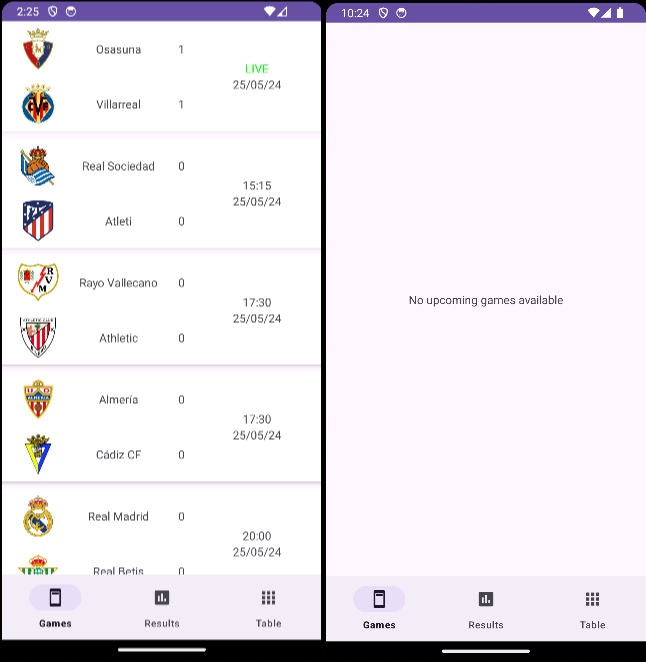 2:25
Osasuna 1
LIVE
25/05/24
Villarreal 1
Real Sociedad 0
15:15
25/05/24
Atleti 0
Rayo Vallecano 0
17:30
25/05/24
Athletic 0
Almería 0
17:30
25/05/24
Cádiz CF 0
Real Madrid 0
20:00
25/05/24
Real Betis 0
Games Results Table
10:24
No upcoming games available
Games Results Table